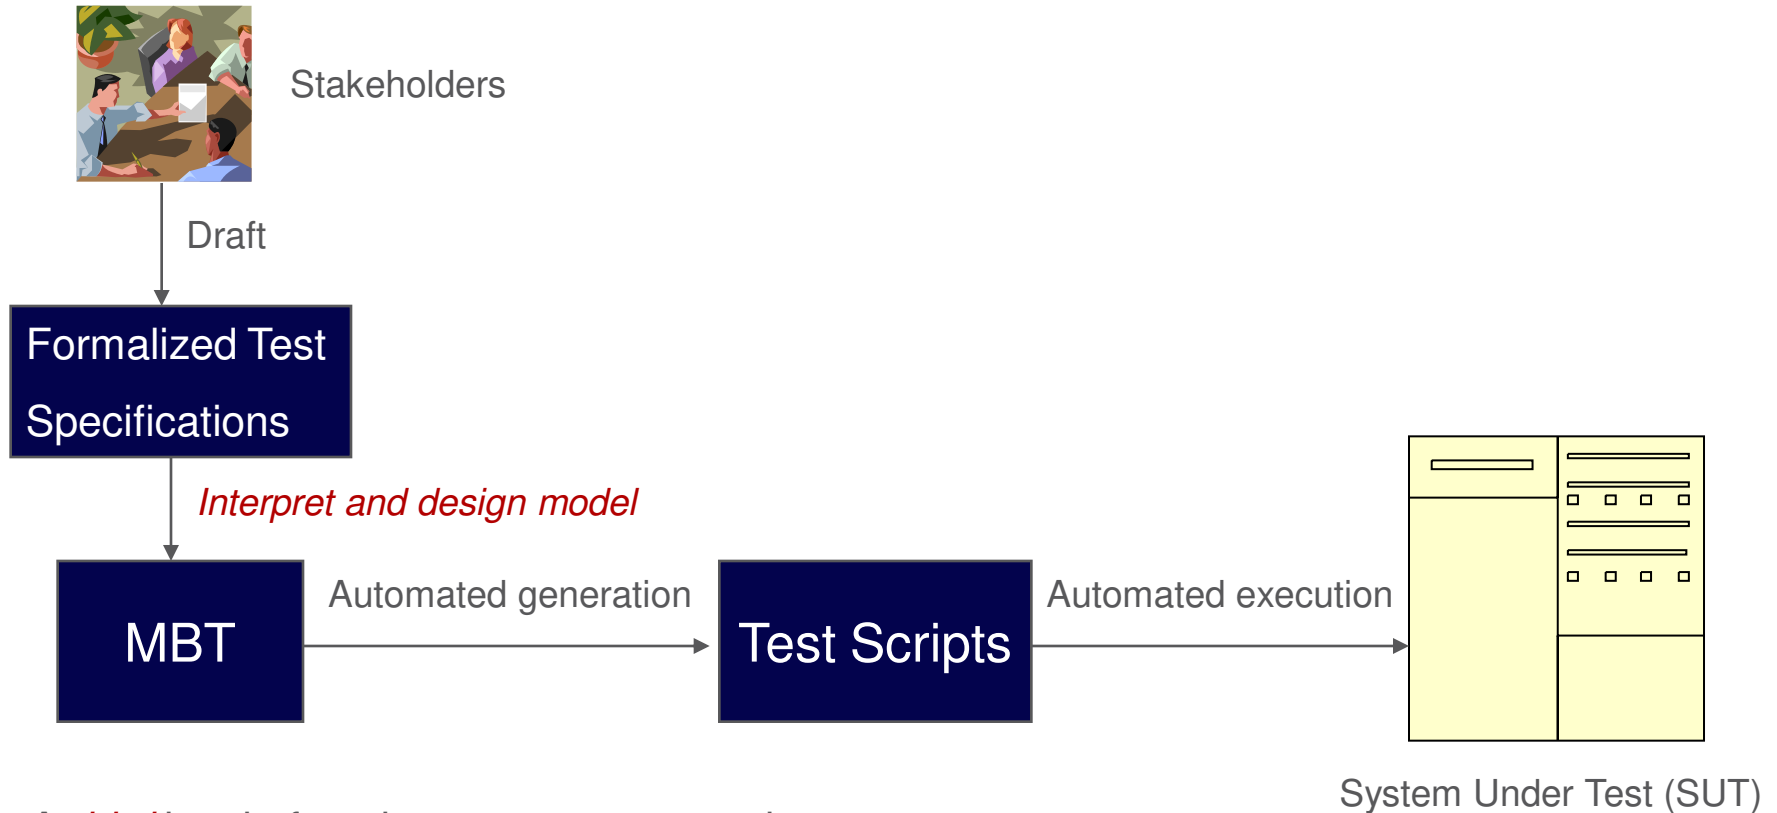 Stakeholders
Draft
Formalized Test
Specifications
Interpret and design model
MBT
Automated generation
Test Scripts
Automated execution
System Under Test (SUT)